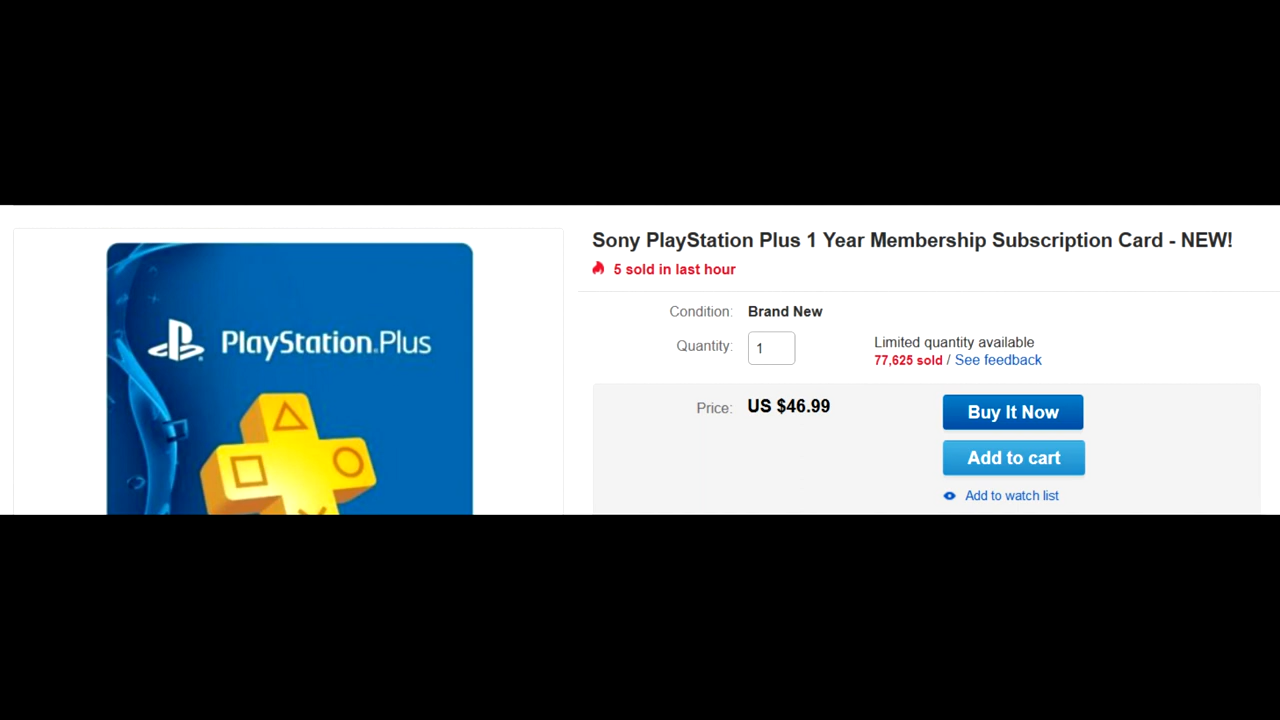 PlayStation.Plus
Sony PlayStation Plus 1 Year Membership Subscription Card - NEW!
5 sold in last hour
Condition: Brand New
Quantity: 1
Limited quantity available
77,625 sold / See feedback
Price: US $46.99
Buy It Now
Add to cart
Add to watch list